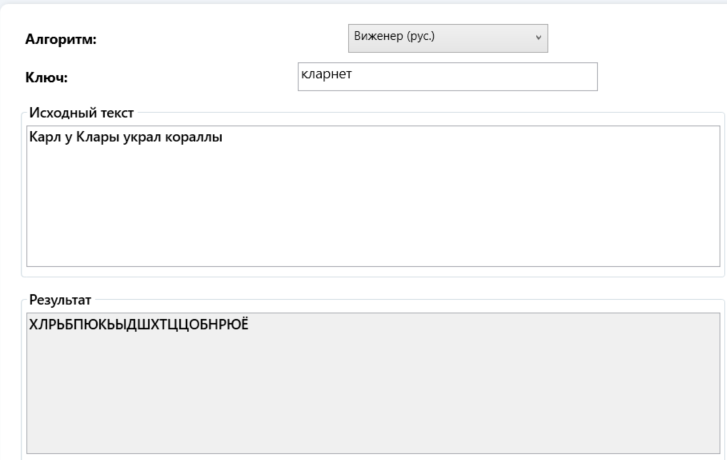 Алгоритм: Виженер (рус.)
Ключ: кларнет
Исходный текст
Карл у Клары украл кораллы
Результат
ХЛРЬБПЮКЬЫДШХТЦЦОБНРЮЁ